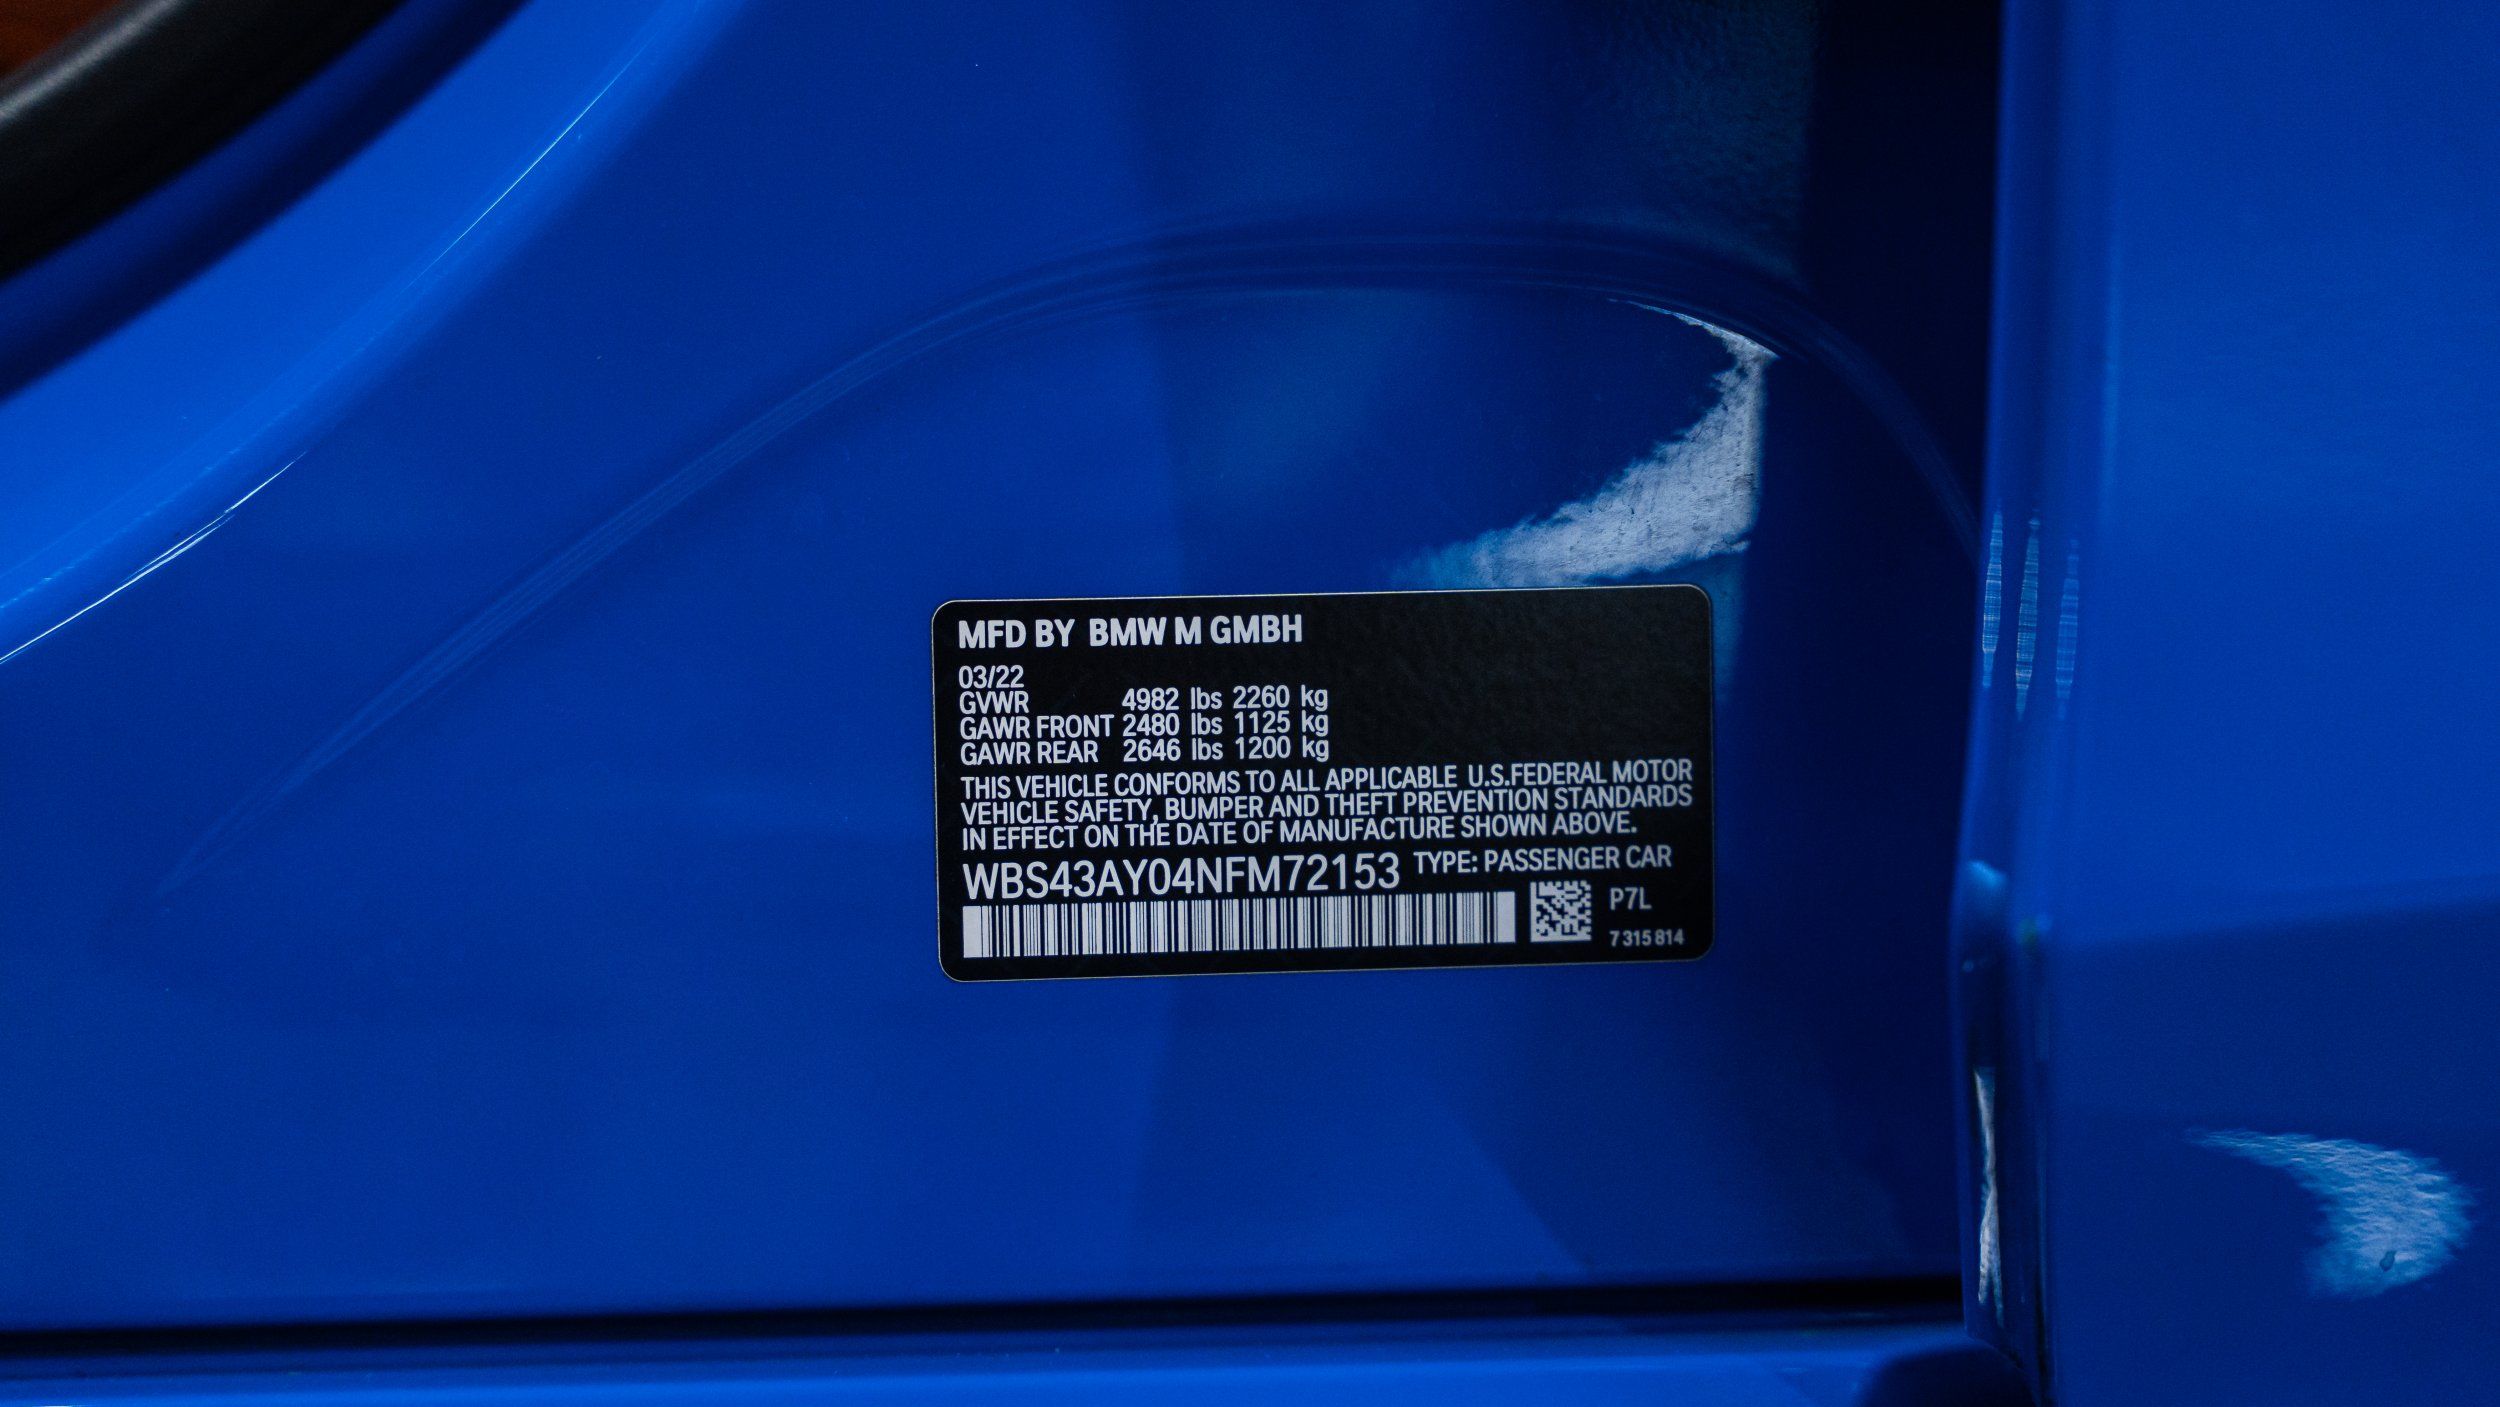 MFD BY BMW M GMBH
03/22
GVWR 4982 lbs 2260 kg
GAWR FRONT 2480 lbs 1125 kg
GAWR REAR 2646 lbs 1200 kg
THIS VEHICLE CONFORMS TO ALL APPLICABLE U.S.FEDERAL MOTOR
VEHICLE SAFETY, BUMPER AND THEFT PREVENTION STANDARDS
IN EFFECT ON THE DATE OF MANUFACTURE SHOWN ABOVE.
WBS43AY04NFM72153 TYPE: PASSENGER CAR
P7L
7 315 814